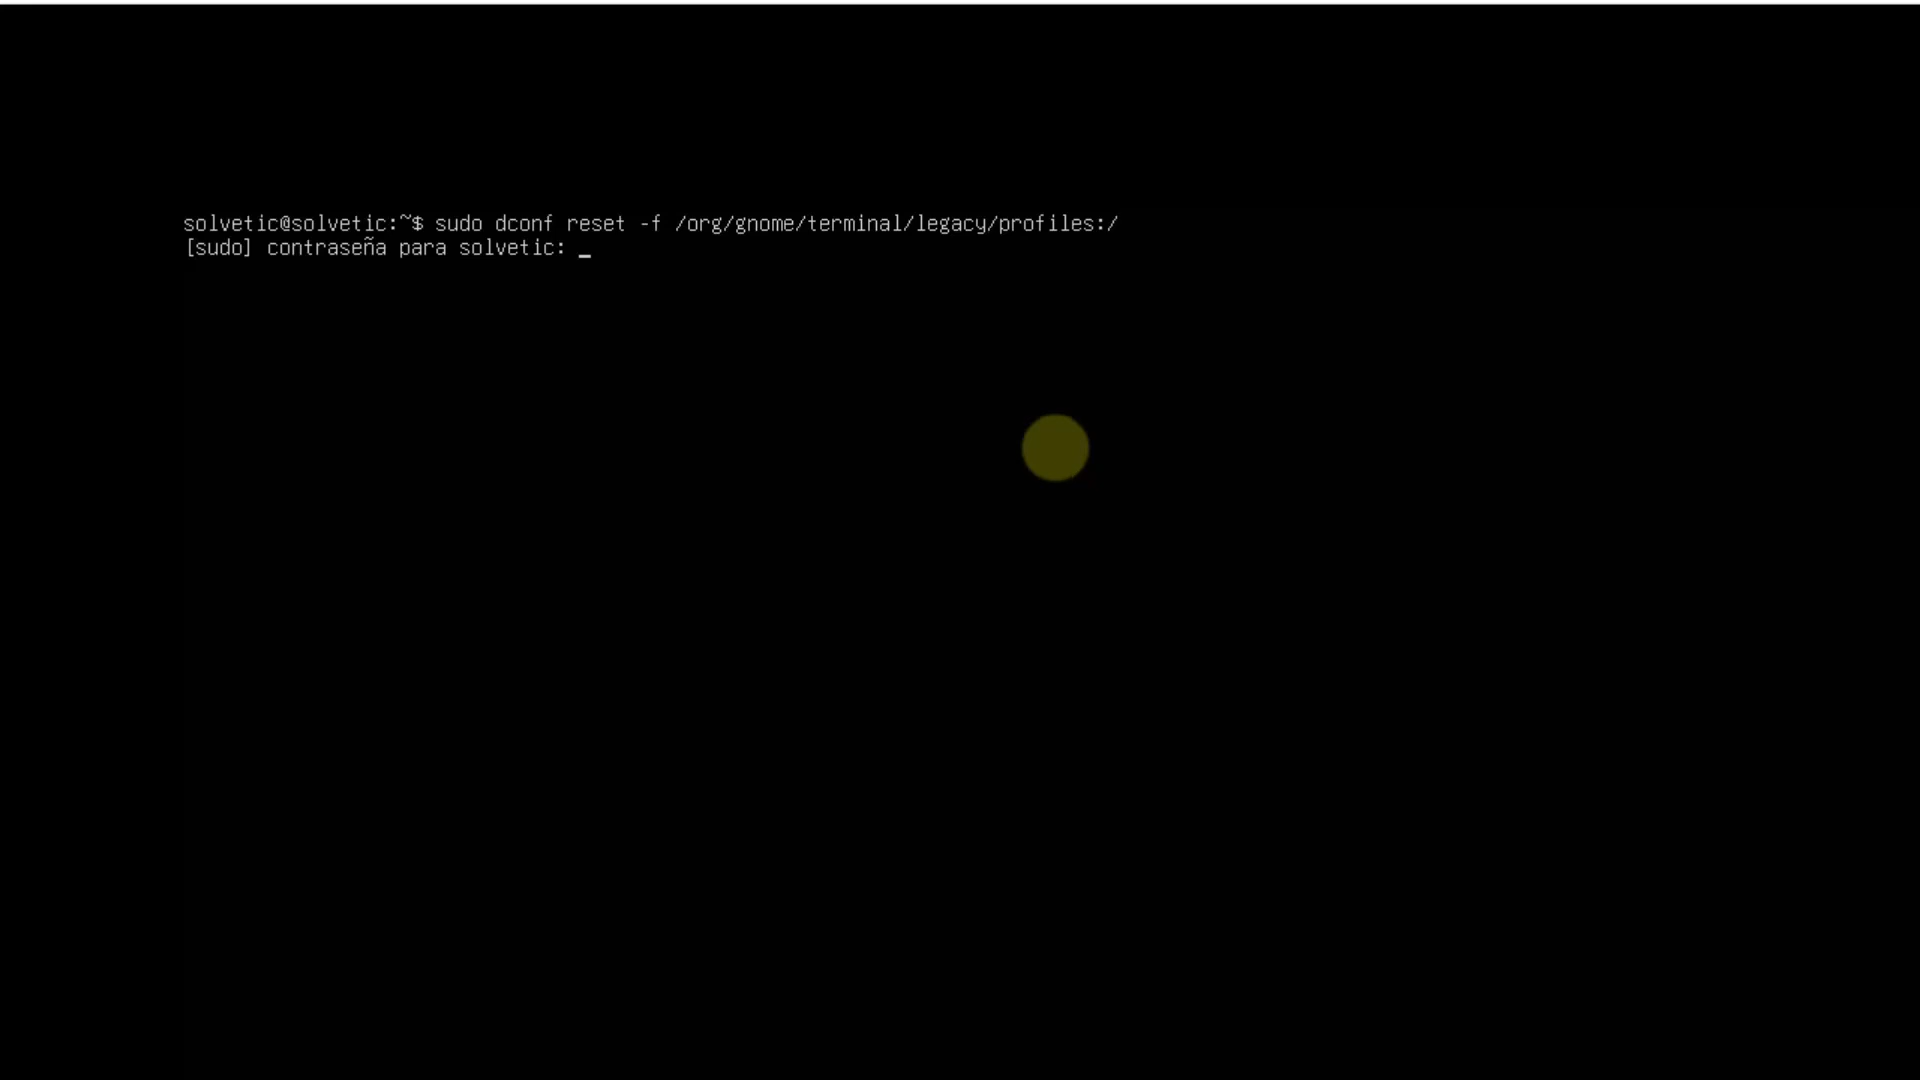 solvetic@solvetic:~$ sudo dconf reset -f /org/gnome/terminal/legacy/profiles:/
[sudo] contraseña para solvetic: _